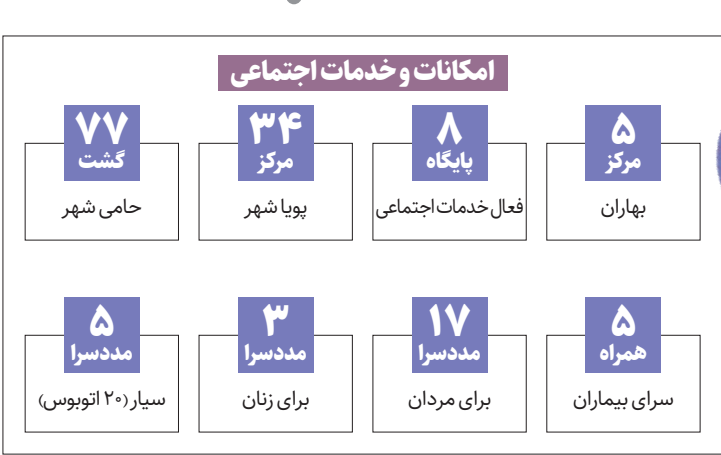 امکانات و خدمات اجتماعی
۵
مرکز
بهاران
۸
پایگاه
فعال خدمات اجتماعی
۳۴
مرکز
پویا شهر
۷۷
گشت
حامی شهر
۵
همراه
سرای بیماران
۱۷
مددسرا
برای مردان
۳
مددسرا
برای زنان
۵
مددسرا
سیار (۲۰ اتوبوس)